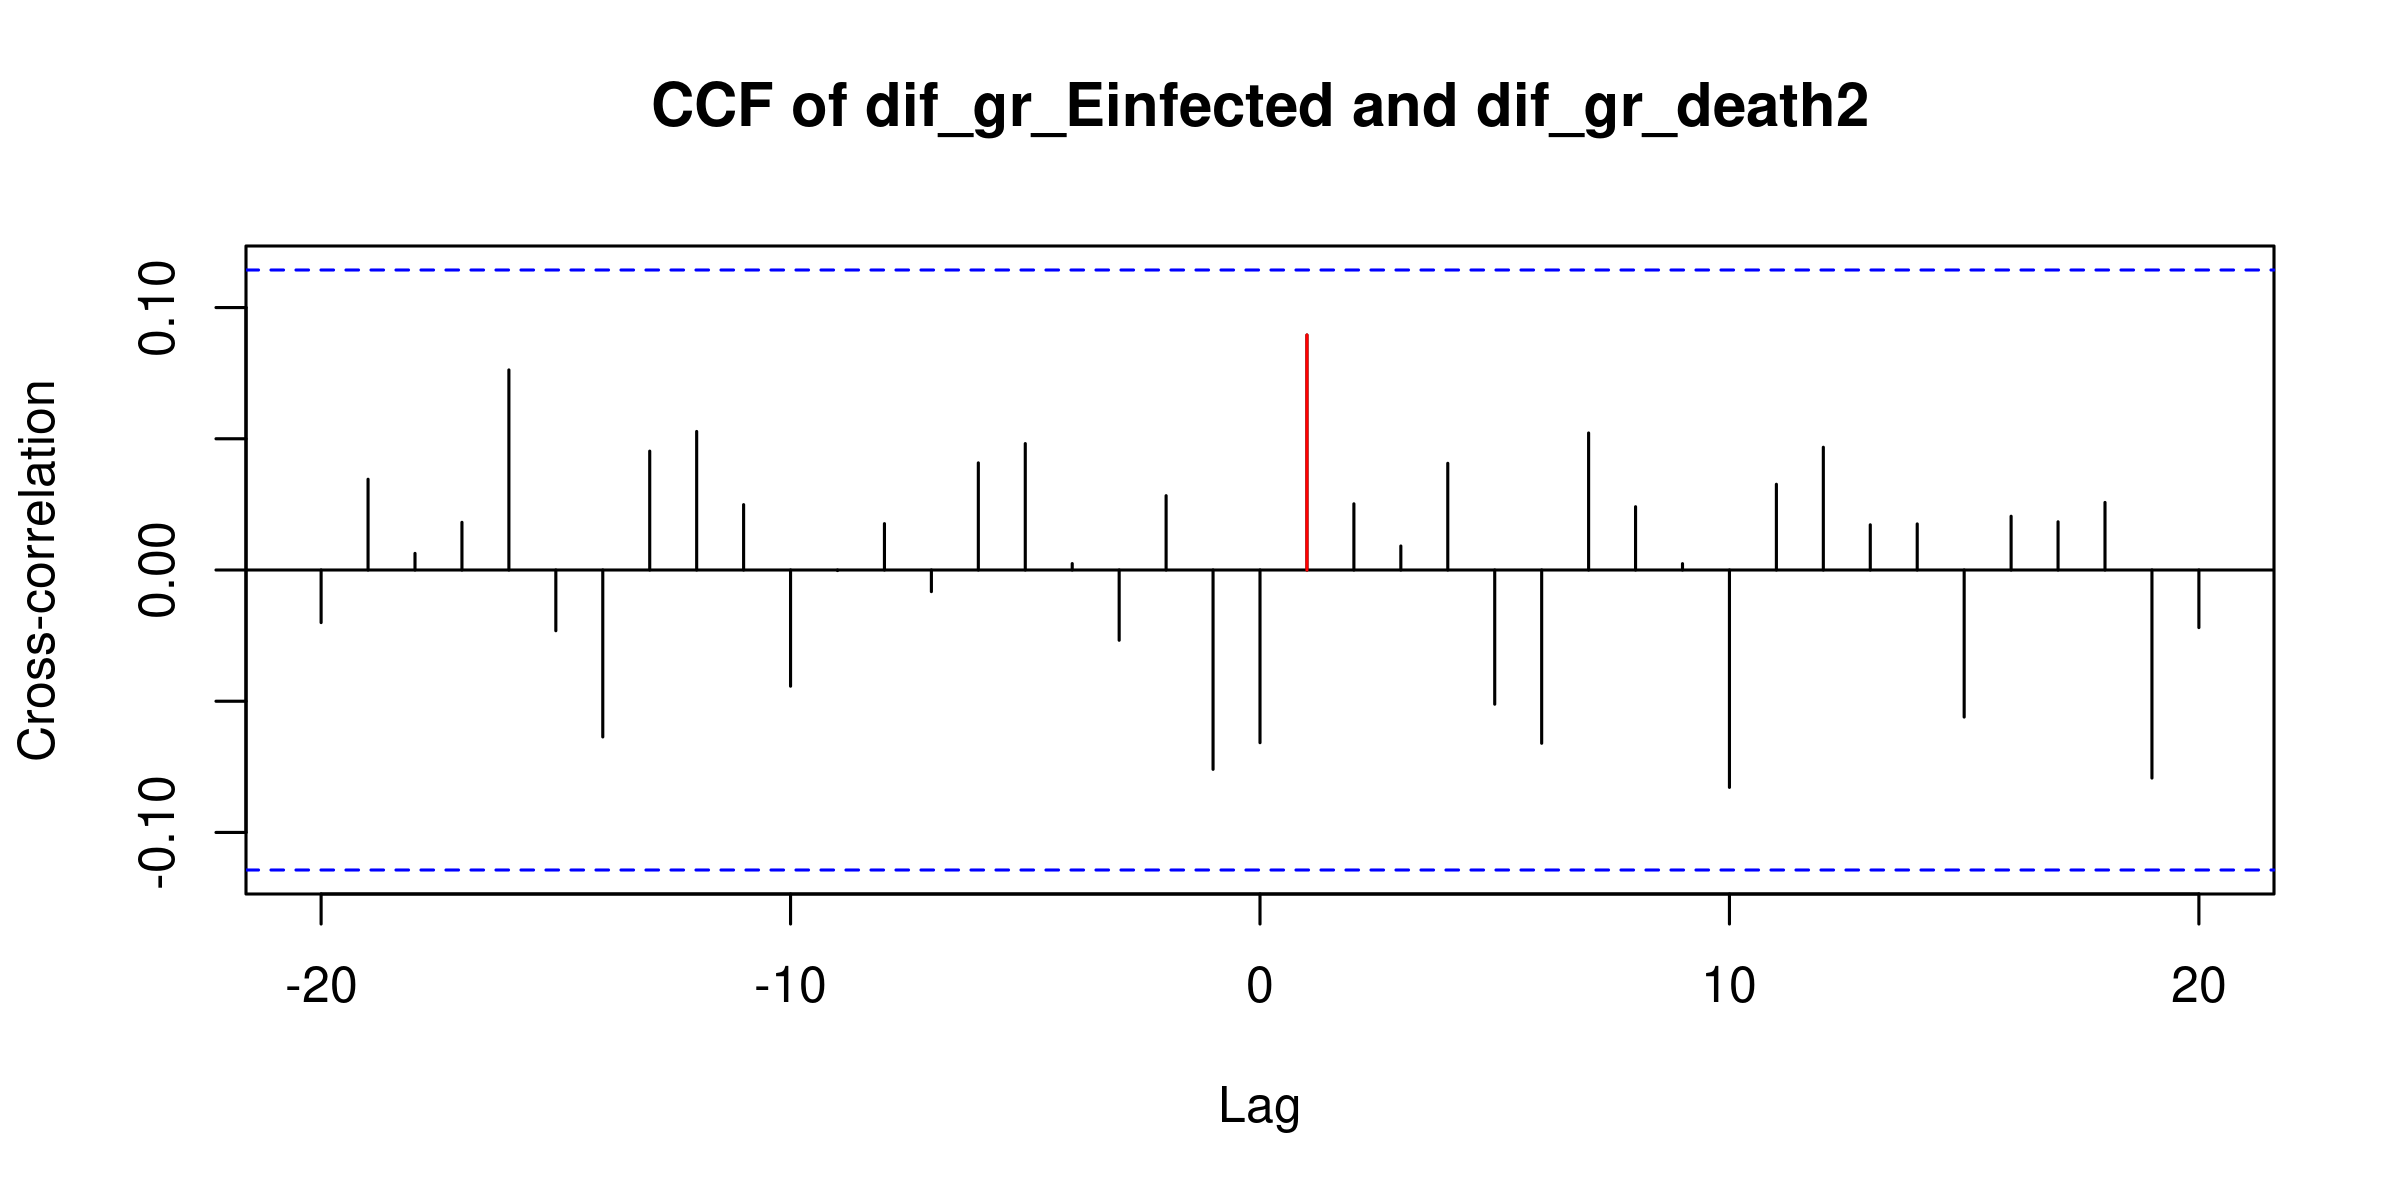 CCF of dif_gr_Einfected and dif_gr_death2
Cross-correlation
0.10
0.00
-0.10
-20 -10 0 10 20
Lag